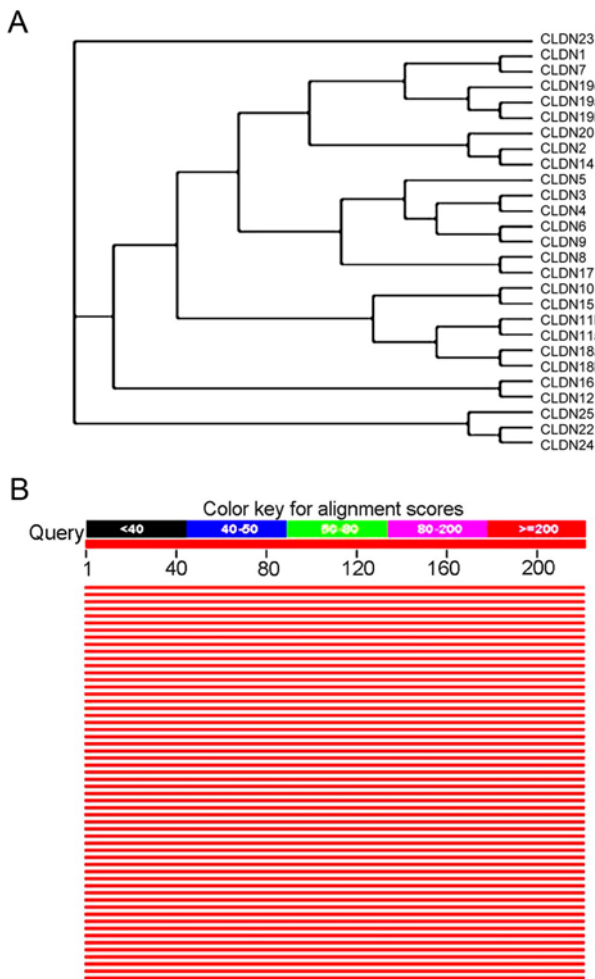 A
CLDN23
CLDN1
CLDN7
CLDN19
CLDN19
CLDN19
CLDN20
CLDN2
CLDN14
CLDN5
CLDN3
CLDN4
CLDN6
CLDN9
CLDN8
CLDN17
CLDN10
CLDN15
CLDN11
CLDN11
CLDN18
CLDN18
CLDN16
CLDN12
CLDN25
CLDN22
CLDN24
B
Color key for alignment scores
Query <40 40-50 50-80 80-200 >=200
1 40 80 120 160 200